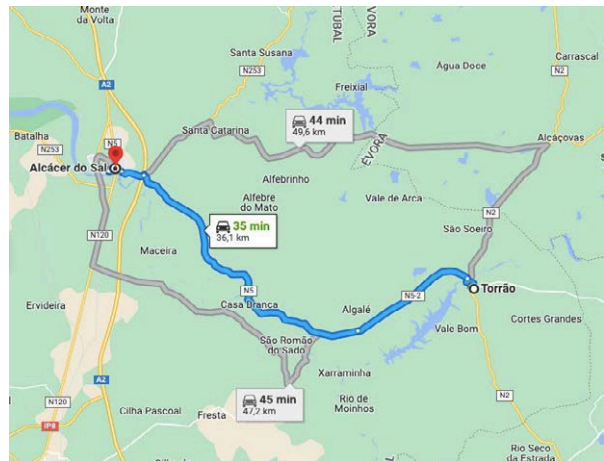 Monte
da Volta
TÚBAL
VORA
Carrascal
Santa Susana
N2
N253
Água Doce
A2
Freixial
44 min
49,6 km
Batalha
N5
Santa Catarina
ÉVORA
Alcáçovas
N253
Alcácer do Sal
Alfebrinho
Alfebre
do Mato
Vale de Arca
35 min
36,1 km
N2
São Soeiro
N120
Maceira
Torrão
Ervideira
N5
Casa Branca
N5-2
Algalé
Vale Bom
Cortes Grandes
São Romão
do Sado
A2
Xarraminha
N120
45 min
47,2 km
Rio de
Moinhos
Cilha Pascoal
Fresta
N2
IP8
Rio Seco
da Estrada